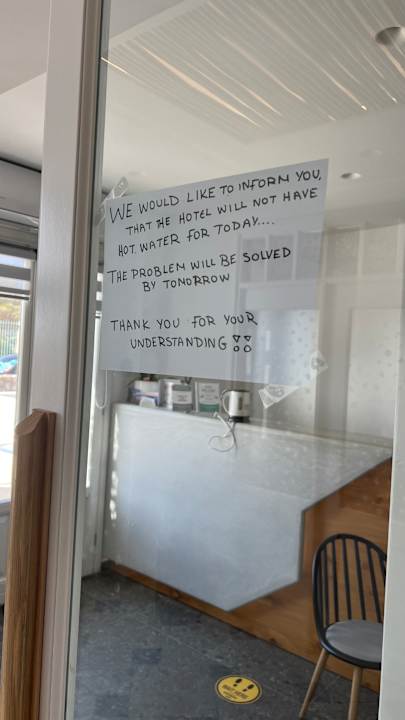 WE WOULD LIKE TO INFORM YOU,
THAT THE HOTEL WILL NOT HAVE
HOT WATER FOR TODAY....
THE PROBLEM WILL BE SOLVED
BY TOMORROW
THANK YOU FOR YOUR
UNDERSTANDING !!